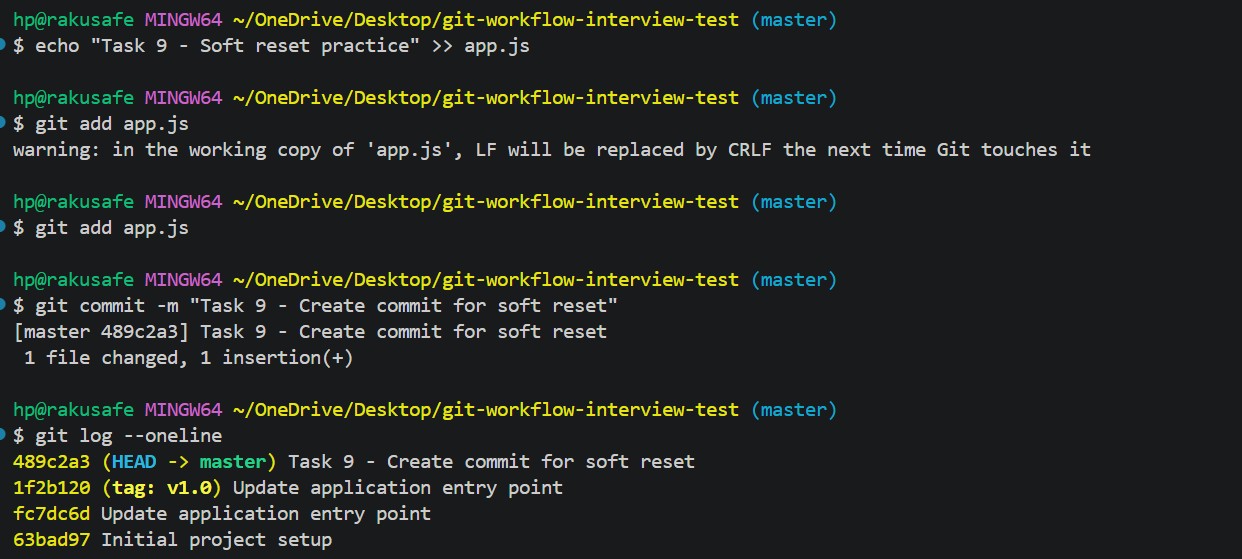 hp@rakusafe MINGW64 ~/OneDrive/Desktop/git-workflow-interview-test (master)
$ echo "Task 9 - Soft reset practice" >> app.js
hp@rakusafe MINGW64 ~/OneDrive/Desktop/git-workflow-interview-test (master)
$ git add app.js
warning: in the working copy of 'app.js', LF will be replaced by CRLF the next time Git touches it
hp@rakusafe MINGW64 ~/OneDrive/Desktop/git-workflow-interview-test (master)
$ git add app.js
hp@rakusafe MINGW64 ~/OneDrive/Desktop/git-workflow-interview-test (master)
$ git commit -m "Task 9 - Create commit for soft reset"
[master 489c2a3] Task 9 - Create commit for soft reset
 1 file changed, 1 insertion(+)
hp@rakusafe MINGW64 ~/OneDrive/Desktop/git-workflow-interview-test (master)
$ git log --oneline
489c2a3 (HEAD -> master) Task 9 - Create commit for soft reset
1f2b120 (tag: v1.0) Update application entry point
fc7dc6d Update application entry point
63bad97 Initial project setup